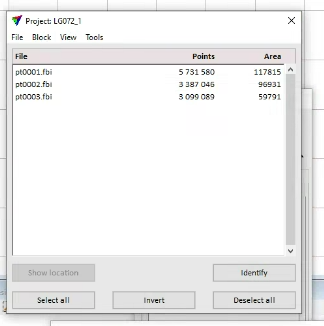 Project: LG072_1
File Block View Tools
File Points Area
pt0001.fbi 5 731 580 117815
pt0002.fbi 3 387 046 96931
pt0003.fbi 3 099 089 59791
Show location Identify
Select all Invert Deselect all